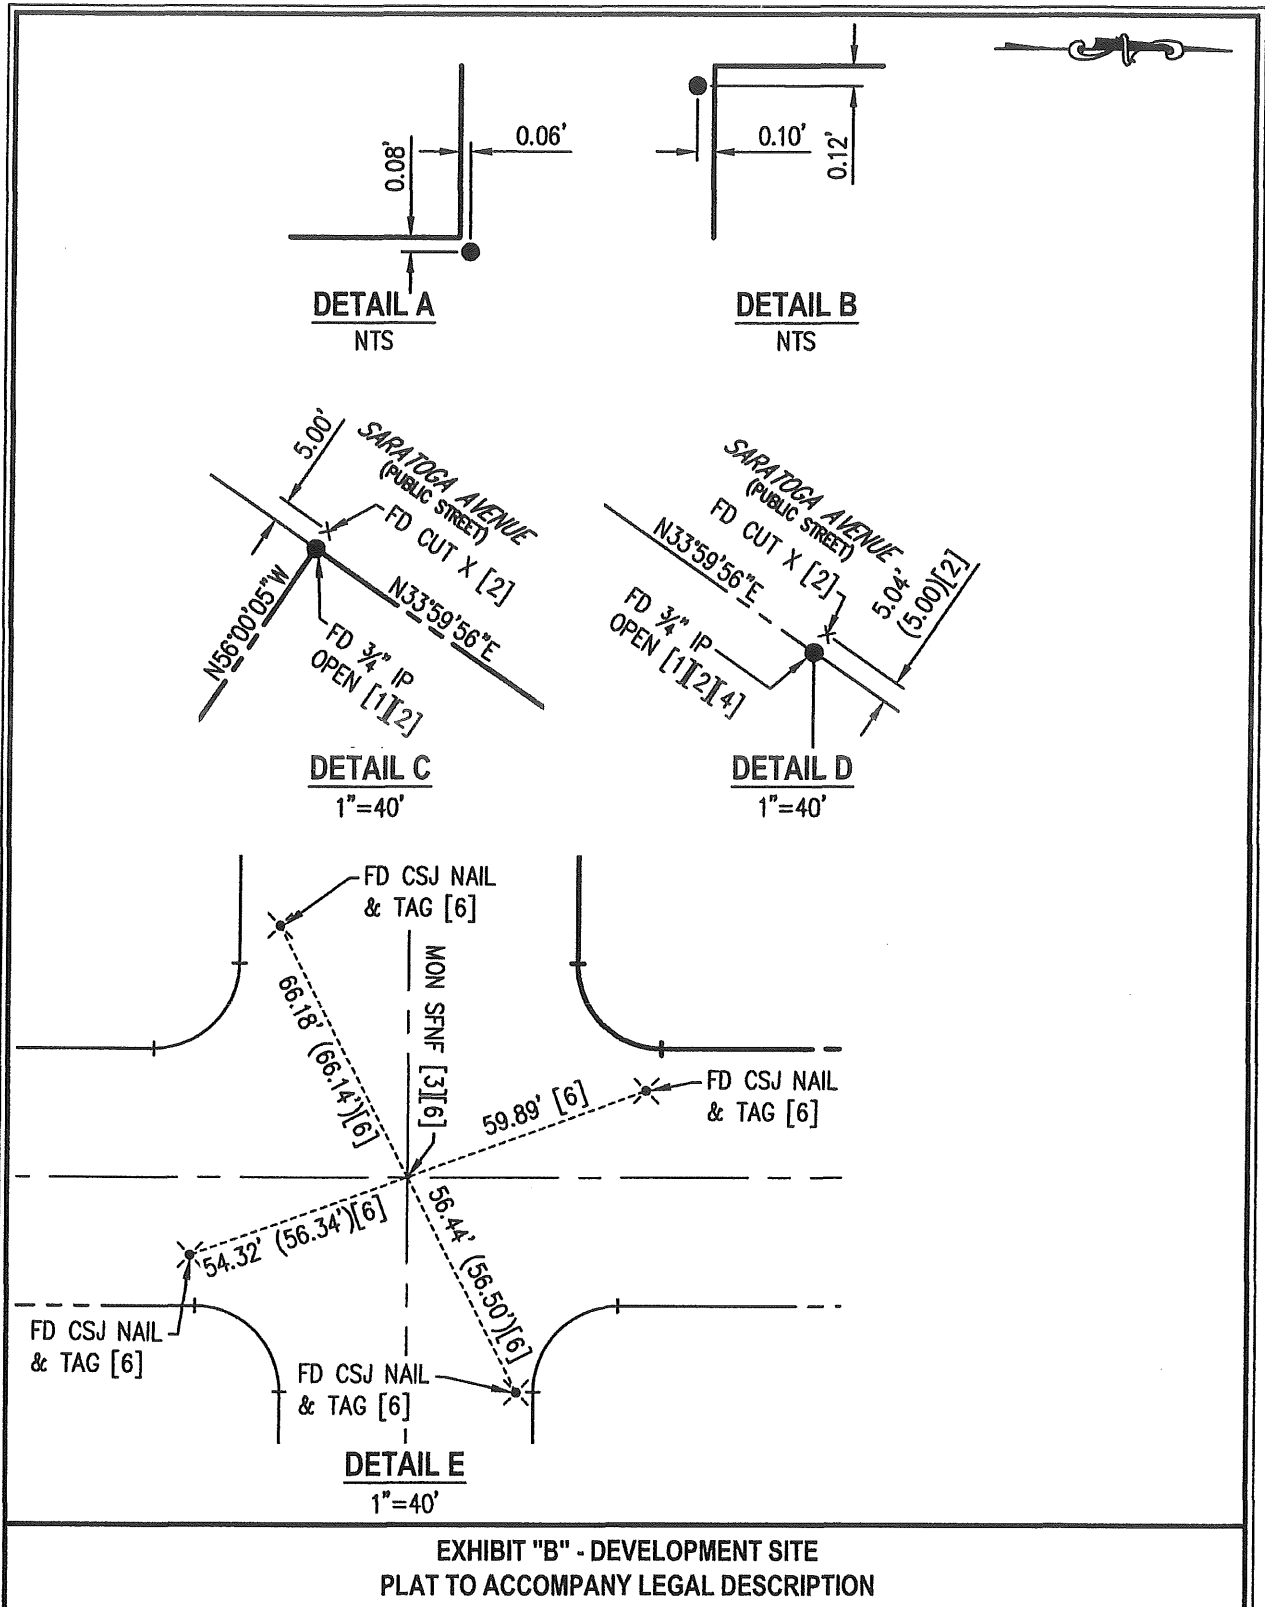 0.08'
0.06'
DETAIL A
NTS
0.10'
0.12'
DETAIL B
NTS
5.00'
SARATOGA AVENUE
(PUBLIC STREET)
FD CUT X [2]
N33°59'56"E
N56°00'05"W
FD 3/4" IP
OPEN [1][2]
DETAIL C
1"=40'
SARATOGA AVENUE
(PUBLIC STREET)
FD CUT X [2]
N33°59'56"E
5.04'
(5.00)[2]
FD 3/4" IP
OPEN [1][2][4]
DETAIL D
1"=40'
FD CSJ NAIL
& TAG [6]
MON SFNF [3][6]
66.18' (66.14')[6]
59.89' [6]
FD CSJ NAIL
& TAG [6]
54.32' (56.34')[6]
56.44' (56.50')[6]
FD CSJ NAIL
& TAG [6]
FD CSJ NAIL
& TAG [6]
DETAIL E
1"=40'
EXHIBIT "B" - DEVELOPMENT SITE
PLAT TO ACCOMPANY LEGAL DESCRIPTION